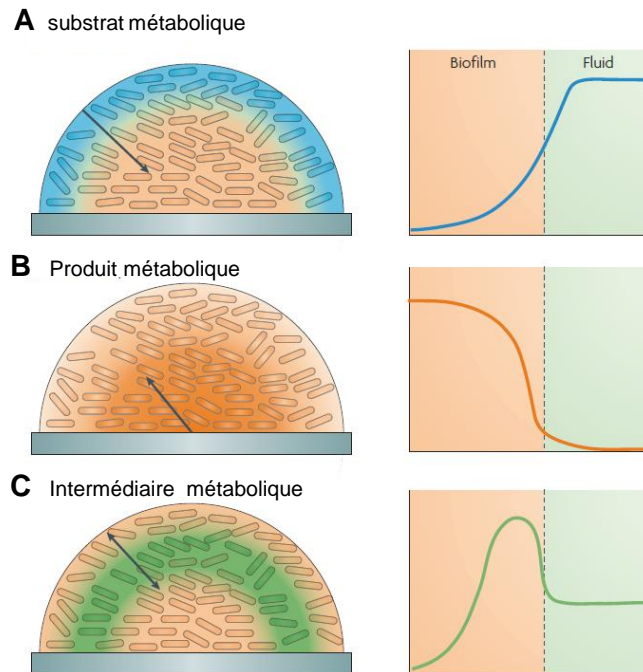 A substrat métabolique
Biofilm Fluid
B Produit métabolique
C Intermédiaire métabolique